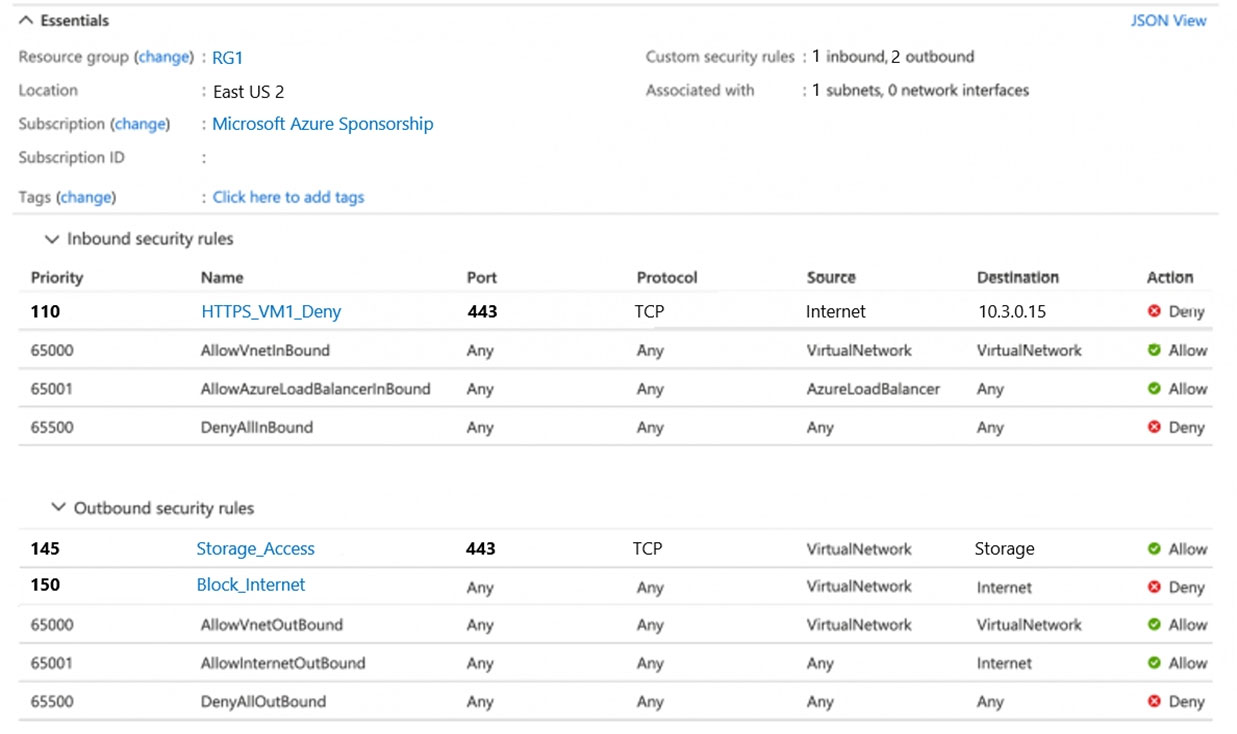 Essentials JSON View
Resource group (change) : RG1 Custom security rules : 1 inbound, 2 outbound
Location : East US 2 Associated with : 1 subnets, 0 network interfaces
Subscription (change) : Microsoft Azure Sponsorship
Subscription ID :
Tags (change) : Click here to add tags
Inbound security rules
Priority Name Port Protocol Source Destination Action
110 HTTPS_VM1_Deny 443 TCP Internet 10.3.0.15 Deny
65000 AllowVnetInBound Any Any VirtualNetwork VirtualNetwork Allow
65001 AllowAzureLoadBalancerInBound Any Any AzureLoadBalancer Any Allow
65500 DenyAllInBound Any Any Any Any Deny
Outbound security rules
145 Storage_Access 443 TCP VirtualNetwork Storage Allow
150 Block_Internet Any Any VirtualNetwork Internet Deny
65000 AllowVnetOutBound Any Any VirtualNetwork VirtualNetwork Allow
65001 AllowInternetOutBound Any Any Any Internet Allow
65500 DenyAllOutBound Any Any Any Any Deny